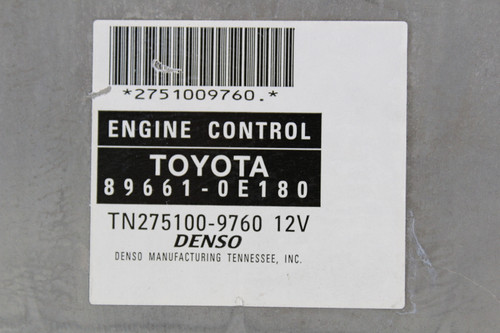 *2751009760.*
ENGINE CONTROL
TOYOTA
89661-0E180
TN275100-9760 12V
DENSO
DENSO MANUFACTURING TENNESSEE, INC.